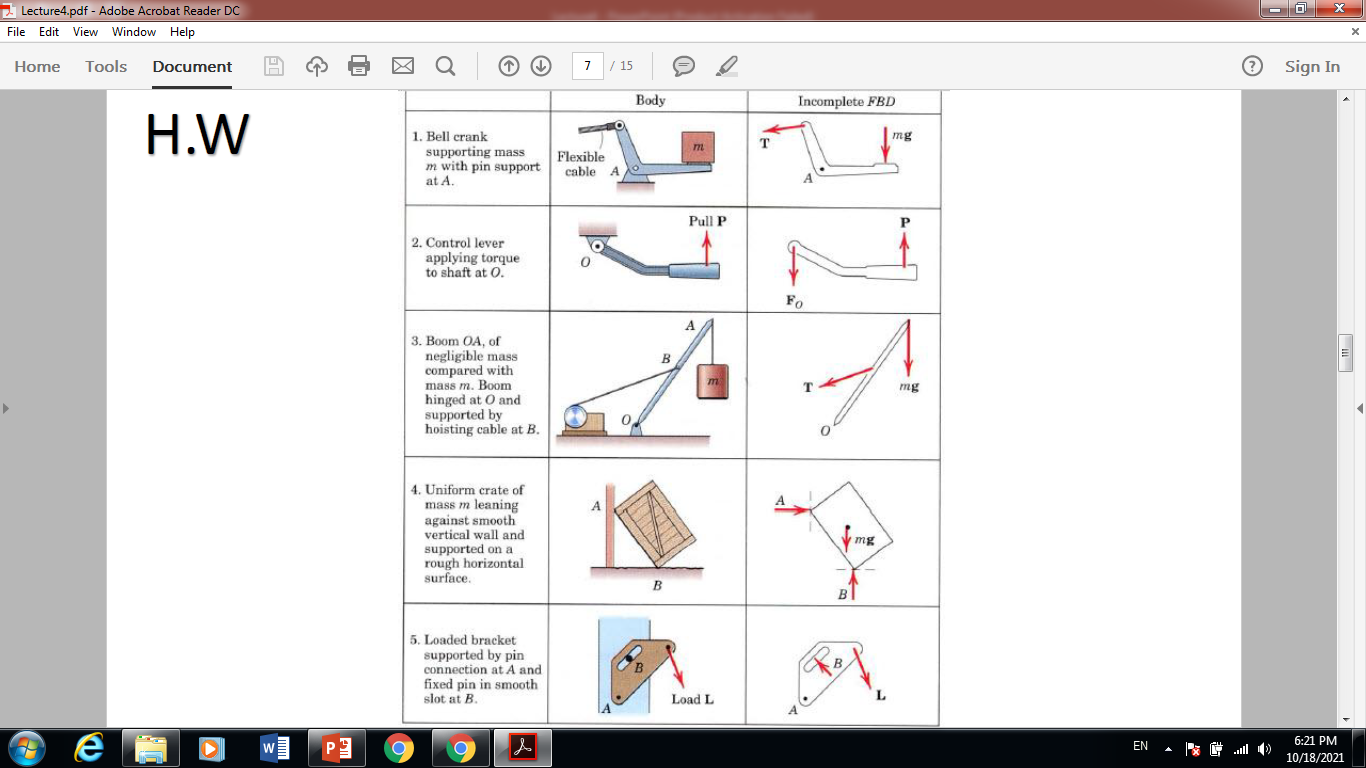 Lecture4.pdf - Adobe Acrobat Reader DC
File Edit View Window Help
Home Tools Document
7 / 15
Sign In
H.W
Body
Incomplete FBD
1. Bell crank
supporting mass
m with pin support
at A.
Flexible
cable
A
m
T
mg
A
2. Control lever
applying torque
to shaft at O.
Pull P
O
P
F_O
3. Boom OA, of
negligible mass
compared with
mass m. Boom
hinged at O and
supported by
hoisting cable at B.
A
B
m
O
T
mg
O
4. Uniform crate of
mass m leaning
against smooth
vertical wall and
supported on a
rough horizontal
surface.
A
B
A
mg
B
5. Loaded bracket
supported by pin
connection at A and
fixed pin in smooth
slot at B.
B
A
Load L
B
A
L
EN
6:21 PM
10/18/2021